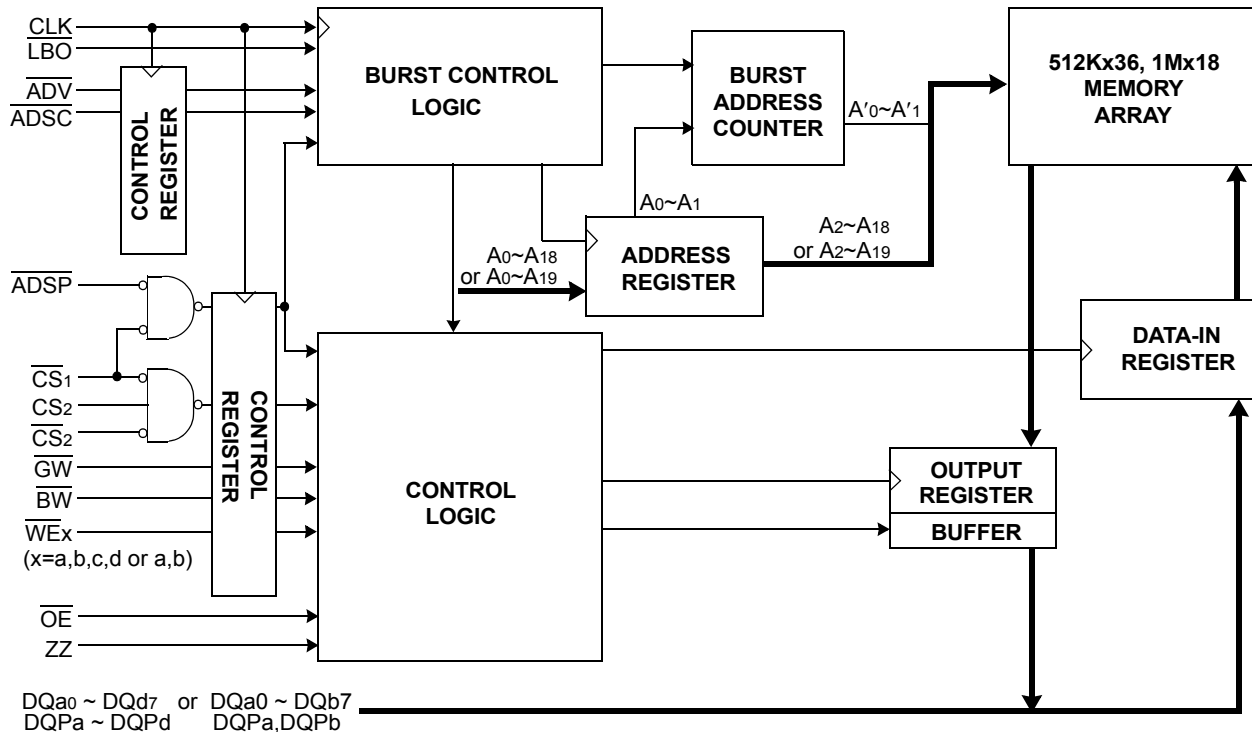 CLK
LBO
ADV
ADSC
CONTROL
REGISTER
BURST CONTROL
LOGIC
BURST
ADDRESS
COUNTER
A′0~A′1
512Kx36, 1Mx18
MEMORY
ARRAY
A0~A1
A0~A18
or A0~A19
ADDRESS
REGISTER
A2~A18
or A2~A19
ADSP
CS1
CS2
CS2
GW
BW
WEx
(x=a,b,c,d or a,b)
OE
ZZ
CONTROL
REGISTER
CONTROL
LOGIC
DATA-IN
REGISTER
OUTPUT
REGISTER
BUFFER
DQa0 ~ DQd7 or DQa0 ~ DQb7
DQPa ~ DQPd DQPa,DQPb